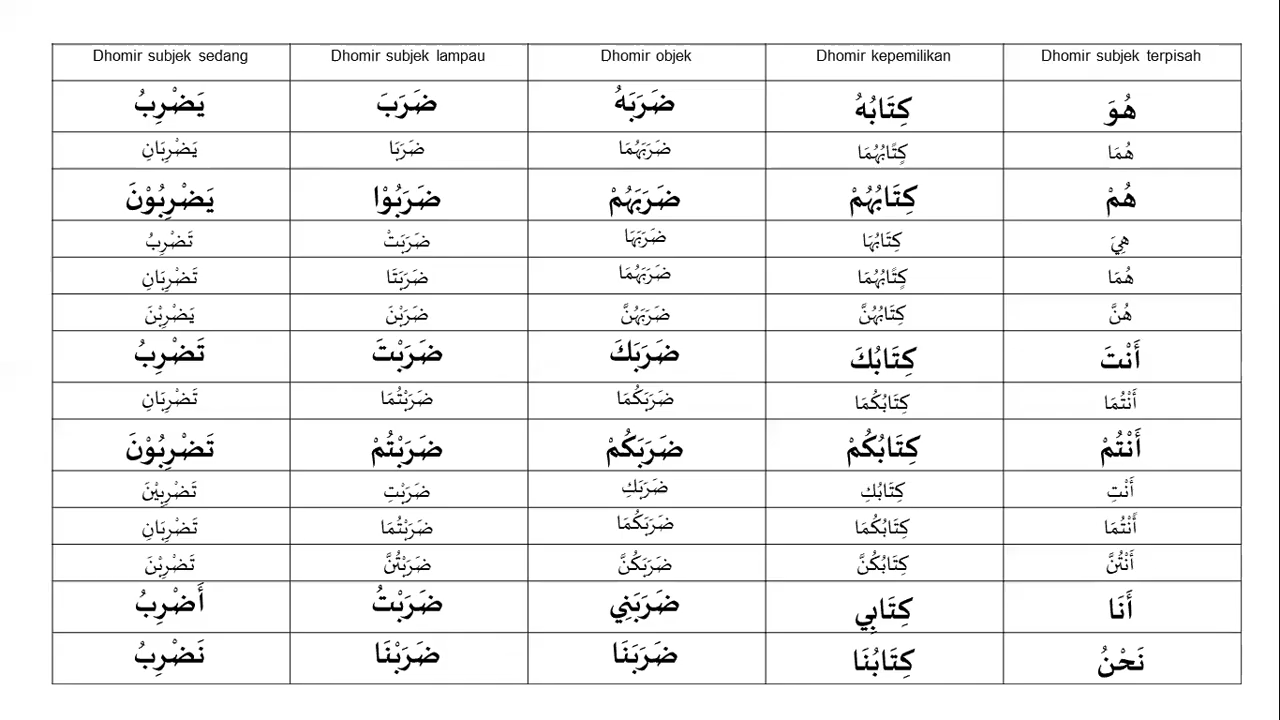 Dhomir subjek sedang Dhomir subjek lampau Dhomir objek Dhomir kepemilikan Dhomir subjek terpisah
هُوَ كِتَابُهُ ضَرَبَهُ ضَرَبَ يَضْرِبُ
هُمَا كِتَابُهُمَا ضَرَبَهُمَا ضَرَبَا يَضْرِبَانِ
هُمْ كِتَابُهُمْ ضَرَبَهُمْ ضَرَبُوْا يَضْرِبُوْنَ
هِيَ كِتَابُهَا ضَرَبَهَا ضَرَبَتْ تَضْرِبُ
هُمَا كِتَابُهُمَا ضَرَبَهُمَا ضَرَبَتَا تَضْرِبَانِ
هُنَّ كِتَابُهُنَّ ضَرَبَهُنَّ ضَرَبْنَ يَضْرِبْنَ
أَنْتَ كِتَابُكَ ضَرَبَكَ ضَرَبْتَ تَضْرِبُ
أَنْتُمَا كِتَابُكُمَا ضَرَبَكُمَا ضَرَبْتُمَا تَضْرِبَانِ
أَنْتُمْ كِتَابُكُمْ ضَرَبَكُمْ ضَرَبْتُمْ تَضْرِبُوْنَ
أَنْتِ كِتَابُكِ ضَرَبَكِ ضَرَبْتِ تَضْرِبِيْنَ
أَنْتُمَا كِتَابُكُمَا ضَرَبَكُمَا ضَرَبْتُمَا تَضْرِبَانِ
أَنْتُنَّ كِتَابُكُنَّ ضَرَبَكُنَّ ضَرَبْتُنَّ تَضْرِبْنَ
أَنَا كِتَابِي ضَرَبَنِي ضَرَبْتُ أَضْرِبُ
نَحْنُ كِتَابُنَا ضَرَبَنَا ضَرَبْنَا نَضْرِبُ